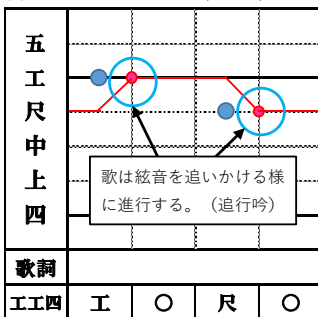 五
工
尺
中
上
四
歌は絃音を追いかける様
に進行する。（追行吟）
歌詞
工工四 工 〇 尺 〇